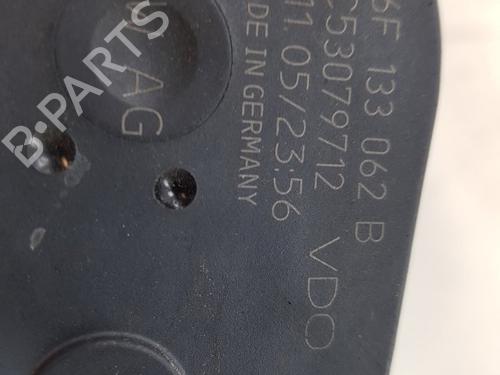 6F 133 062 B
C53079712 VDO
11.05/23:56
DE IN GERMANY
AG
B-PARTS